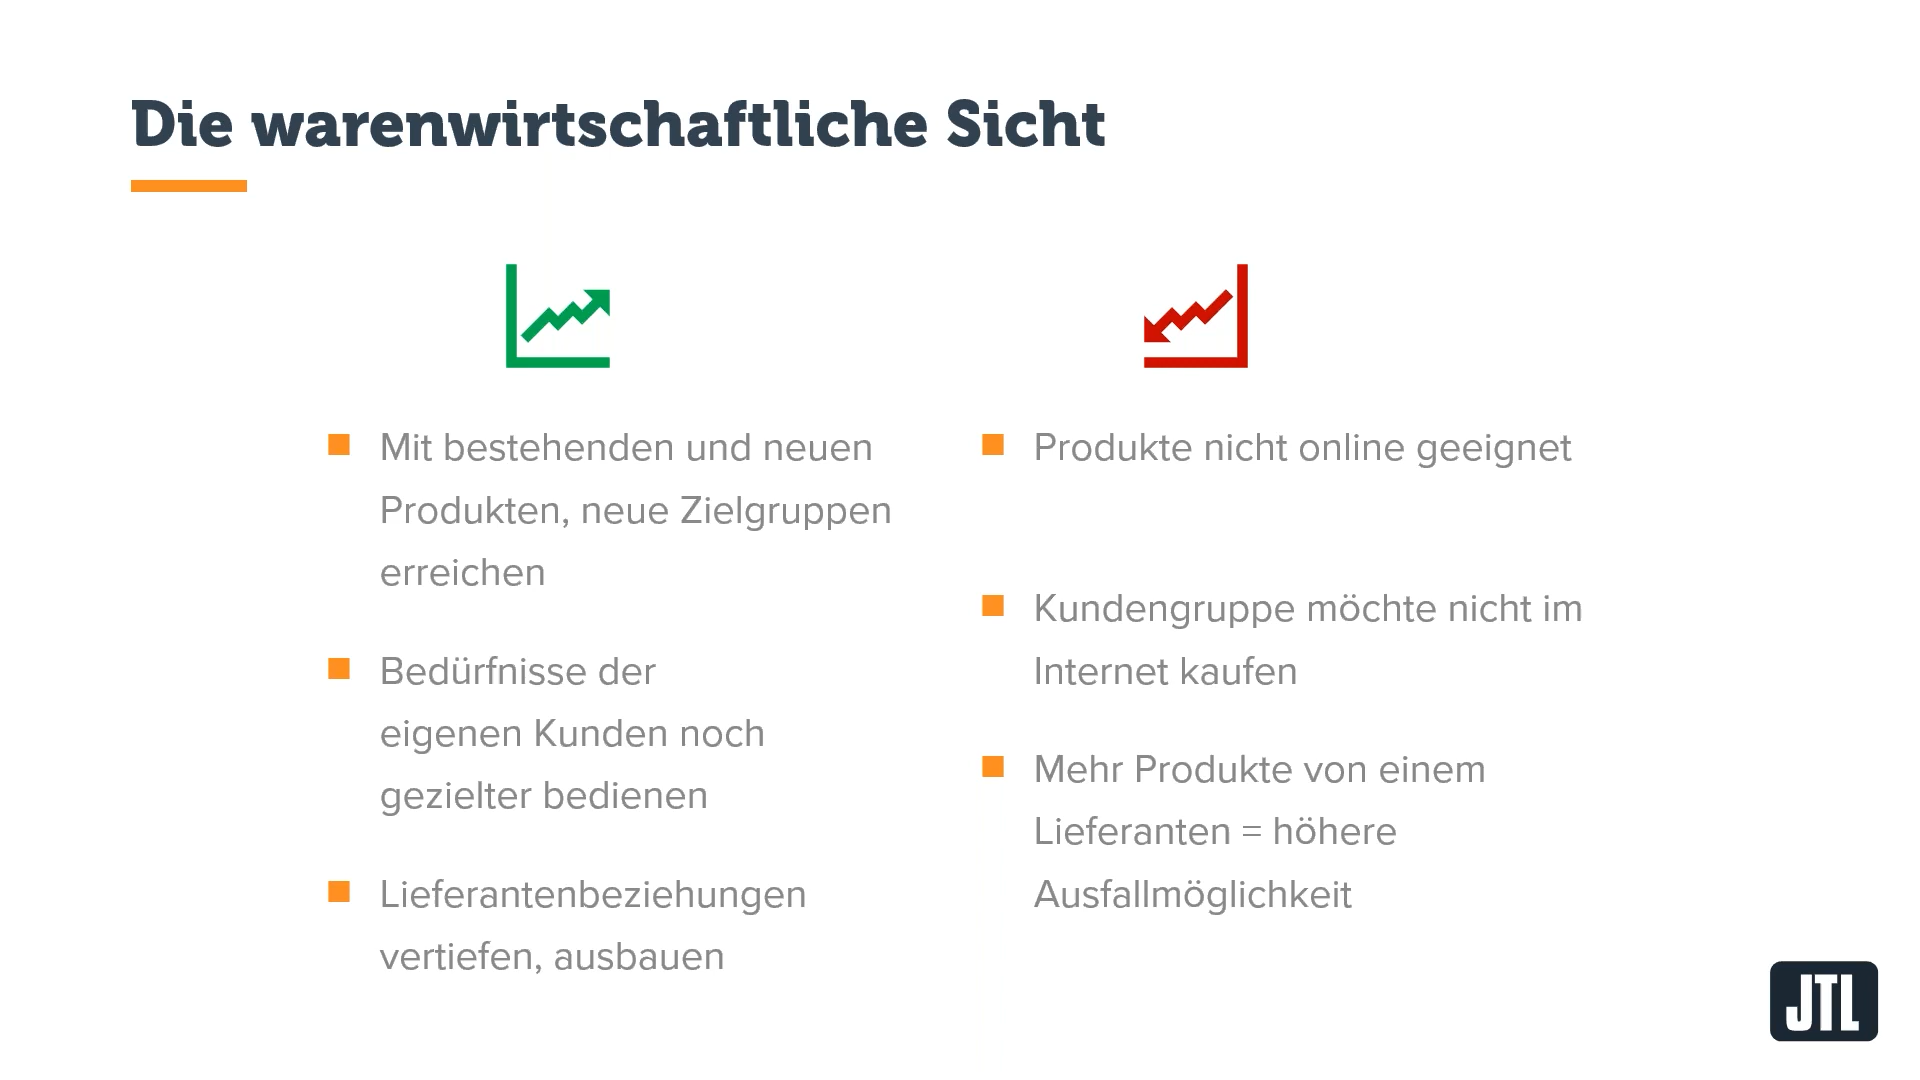 Die warenwirtschaftliche Sicht
Mit bestehenden und neuen
Produkten, neue Zielgruppen
erreichen
Bedürfnisse der
eigenen Kunden noch
gezielter bedienen
Lieferantenbeziehungen
vertiefen, ausbauen
Produkte nicht online geeignet
Kundengruppe möchte nicht im
Internet kaufen
Mehr Produkte von einem
Lieferanten = höhere
Ausfallmöglichkeit
JTL